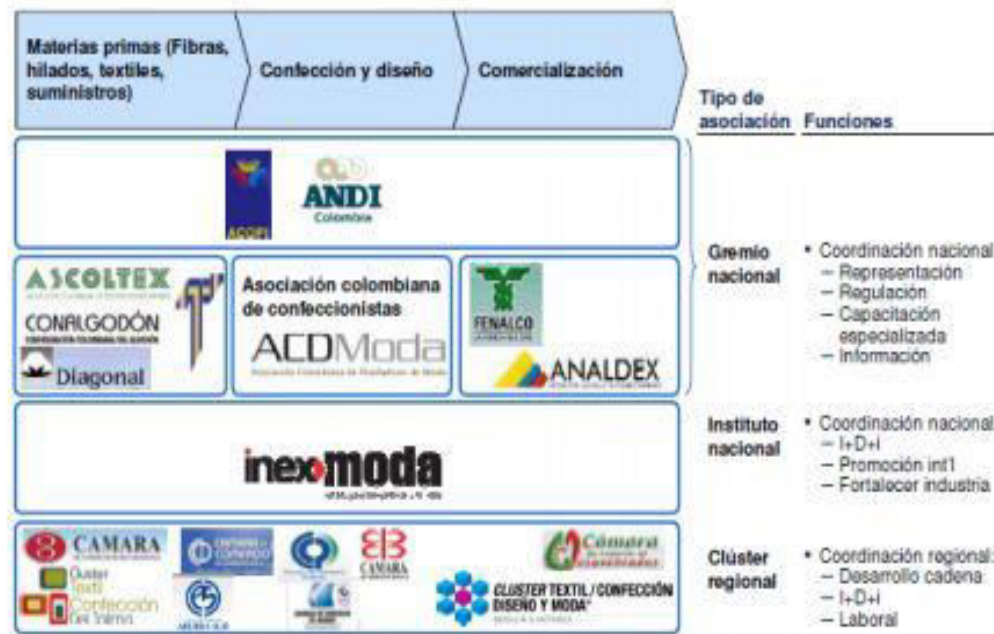 Materias primas (Fibras,
hilados, textiles,
suministros)
Confección y diseño
Comercialización
Tipo de
asociación
Funciones
ACOPI
ANDI
Colombia
Gremio
nacional
• Coordinación nacional
– Representación
– Regulación
– Capacitación
especializada
– Información
ASCOLTEX
CONALGODÓN
Diagonal
Asociación colombiana
de confeccionistas
ACDModa
FENALCO
ANALDEX
Instituto
nacional
• Coordinación nacional
– I+D+i
– Promoción int1
– Fortalecer industria
inexmoda
Clúster
regional
• Coordinación regional:
– Desarrollo cadena
– I+D+i
– Laboral
CAMARA
CAMARA
Cámara
Cluster
Textil
Confección
CLUSTER TEXTIL/CONFECCIÓN
DISEÑO Y MODA